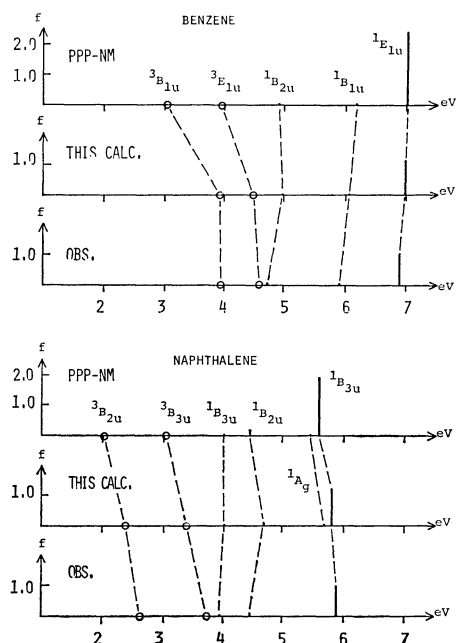 BENZENE
f
2.0
1.0
PPP-NM
³B₁ᵤ
³E₁ᵤ
¹B₂ᵤ
¹B₁ᵤ
¹E₁ᵤ
eV
THIS CALC.
1.0
eV
OBS.
1.0
eV
2 3 4 5 6 7
NAPHTHALENE
f
2.0
1.0
PPP-NM
³B₂ᵤ
³B₃ᵤ
¹B₃ᵤ
¹B₂ᵤ
¹B₃ᵤ
eV
THIS CALC.
1.0
¹A_g
eV
OBS.
1.0
eV
2 3 4 5 6 7